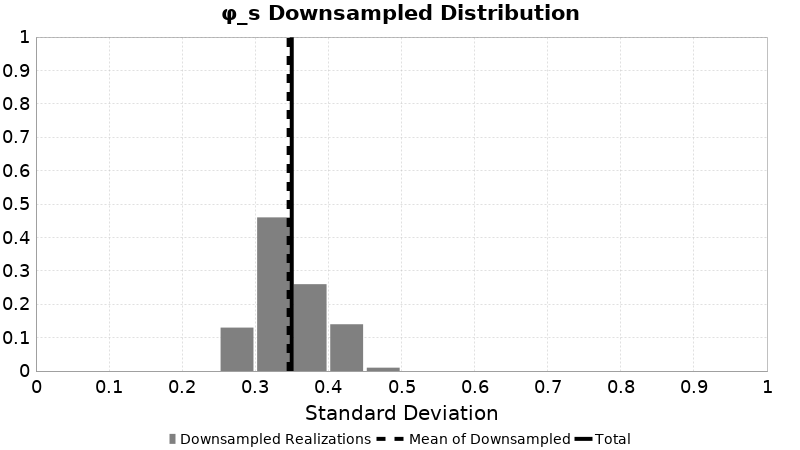 φ_s Downsampled Distribution
1
0.9
0.8
0.7
0.6
0.5
0.4
0.3
0.2
0.1
0
0 0.1 0.2 0.3 0.4 0.5 0.6 0.7 0.8 0.9 1
Standard Deviation
Downsampled Realizations Mean of Downsampled Total